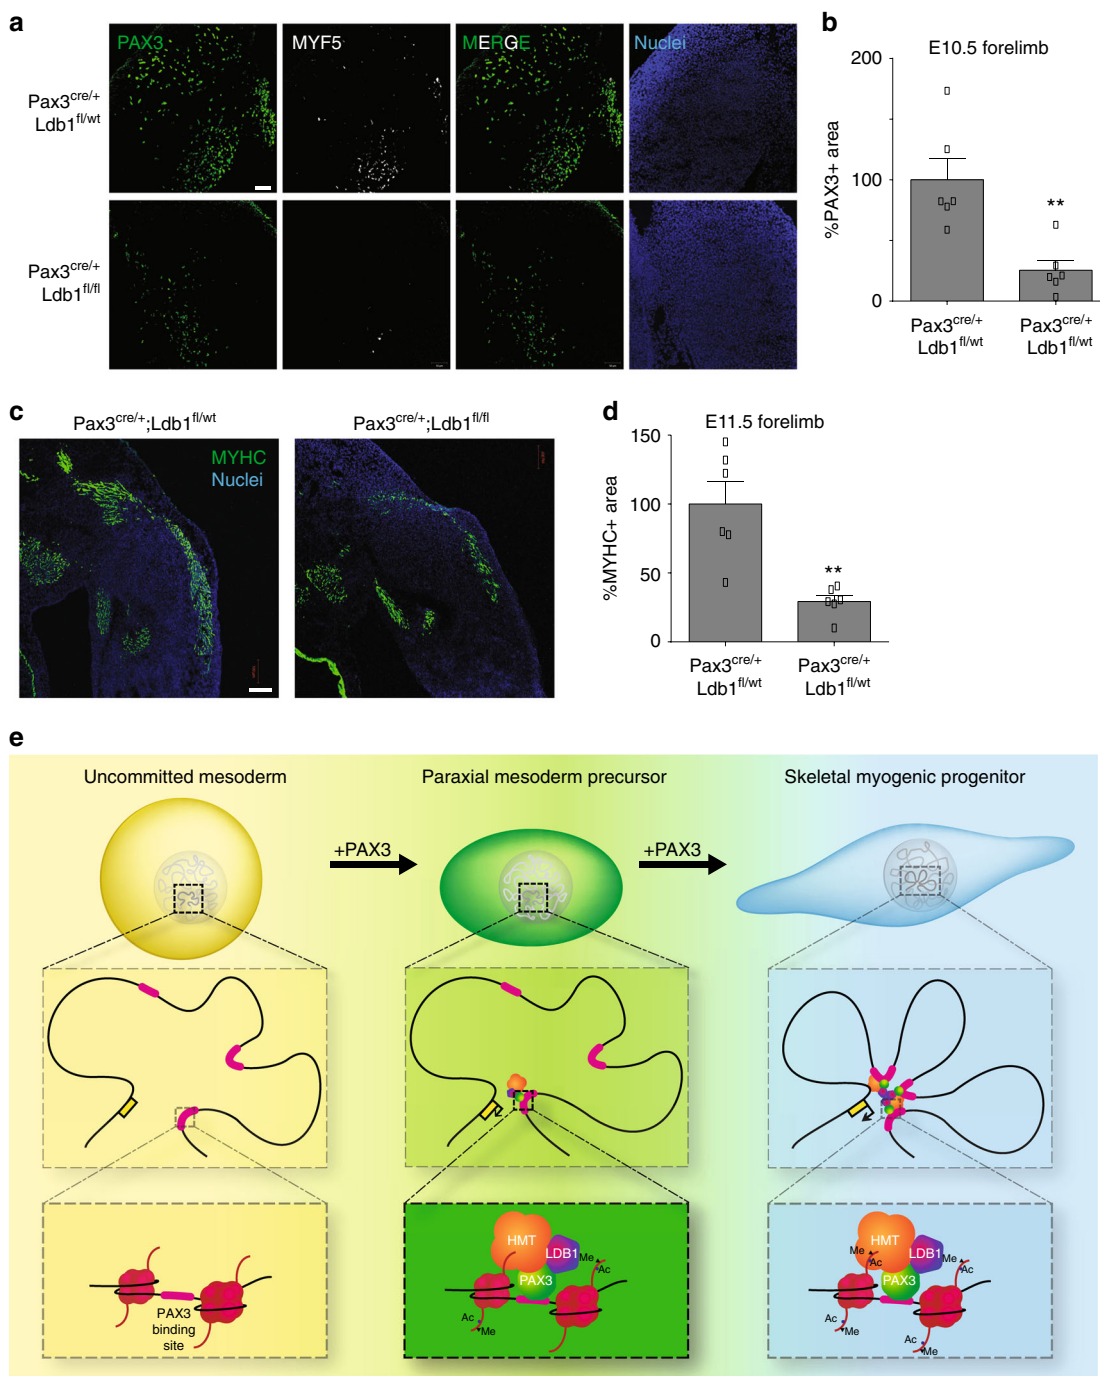 a
PAX3
MYF5
MERGE
Nuclei
Pax3cre/+
Ldb1fl/wt
Pax3cre/+
Ldb1fl/fl
b
E10.5 forelimb
%PAX3+ area
200
100
0
**
Pax3cre/+
Ldb1fl/wt
Pax3cre/+
Ldb1fl/wt
c
Pax3cre/+;Ldb1fl/wt
MYHC
Nuclei
Pax3cre/+;Ldb1fl/fl
d
E11.5 forelimb
%MYHC+ area
150
100
50
0
**
Pax3cre/+
Ldb1fl/wt
Pax3cre/+
Ldb1fl/wt
e
Uncommitted mesoderm
Paraxial mesoderm precursor
Skeletal myogenic progenitor
+PAX3
+PAX3
PAX3
binding
site
HMT
LDB1
PAX3
Me
Ac
Ac
Me
HMT
LDB1
PAX3
Me
Ac
Me
Ac
Ac
Me
Ac
Me